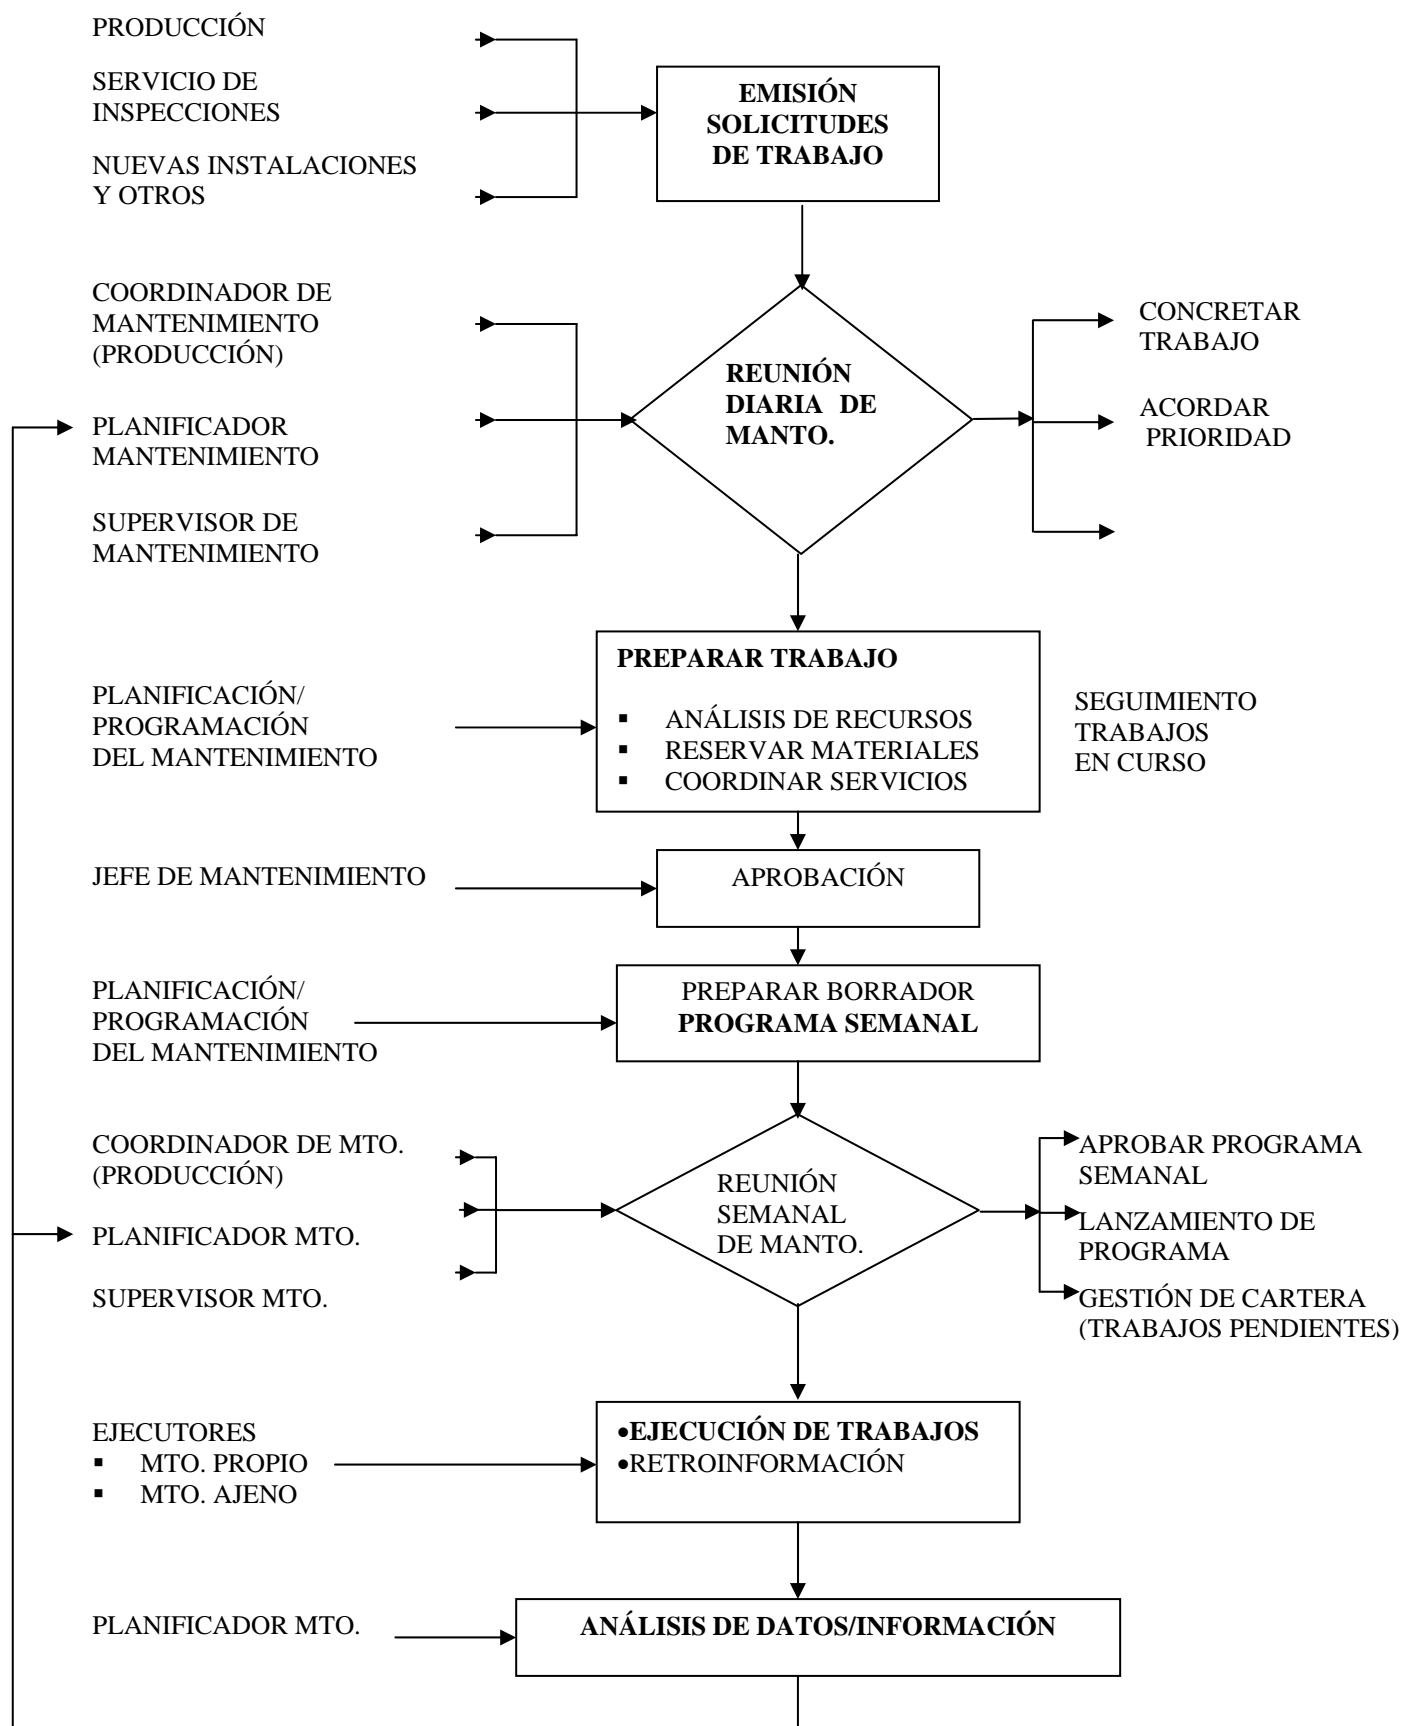 PRODUCCIÓN
SERVICIO DE
INSPECCIONES
NUEVAS INSTALACIONES
Y OTROS
EMISIÓN
SOLICITUDES
DE TRABAJO
COORDINADOR DE
MANTENIMIENTO
(PRODUCCIÓN)
PLANIFICADOR
MANTENIMIENTO
SUPERVISOR DE
MANTENIMIENTO
REUNIÓN
DIARIA DE
MANTO.
CONCRETAR
TRABAJO
ACORDAR
PRIORIDAD
PLANIFICACIÓN/
PROGRAMACIÓN
DEL MANTENIMIENTO
PREPARAR TRABAJO
▪ ANÁLISIS DE RECURSOS
▪ RESERVAR MATERIALES
▪ COORDINAR SERVICIOS
SEGUIMIENTO
TRABAJOS
EN CURSO
JEFE DE MANTENIMIENTO
APROBACIÓN
PLANIFICACIÓN/
PROGRAMACIÓN
DEL MANTENIMIENTO
PREPARAR BORRADOR
PROGRAMA SEMANAL
COORDINADOR DE MTO.
(PRODUCCIÓN)
PLANIFICADOR MTO.
SUPERVISOR MTO.
REUNIÓN
SEMANAL
DE MANTO.
APROBAR PROGRAMA
SEMANAL
LANZAMIENTO DE
PROGRAMA
GESTIÓN DE CARTERA
(TRABAJOS PENDIENTES)
EJECUTORES
▪ MTO. PROPIO
▪ MTO. AJENO
•EJECUCIÓN DE TRABAJOS
•RETROINFORMACIÓN
PLANIFICADOR MTO.
ANÁLISIS DE DATOS/INFORMACIÓN